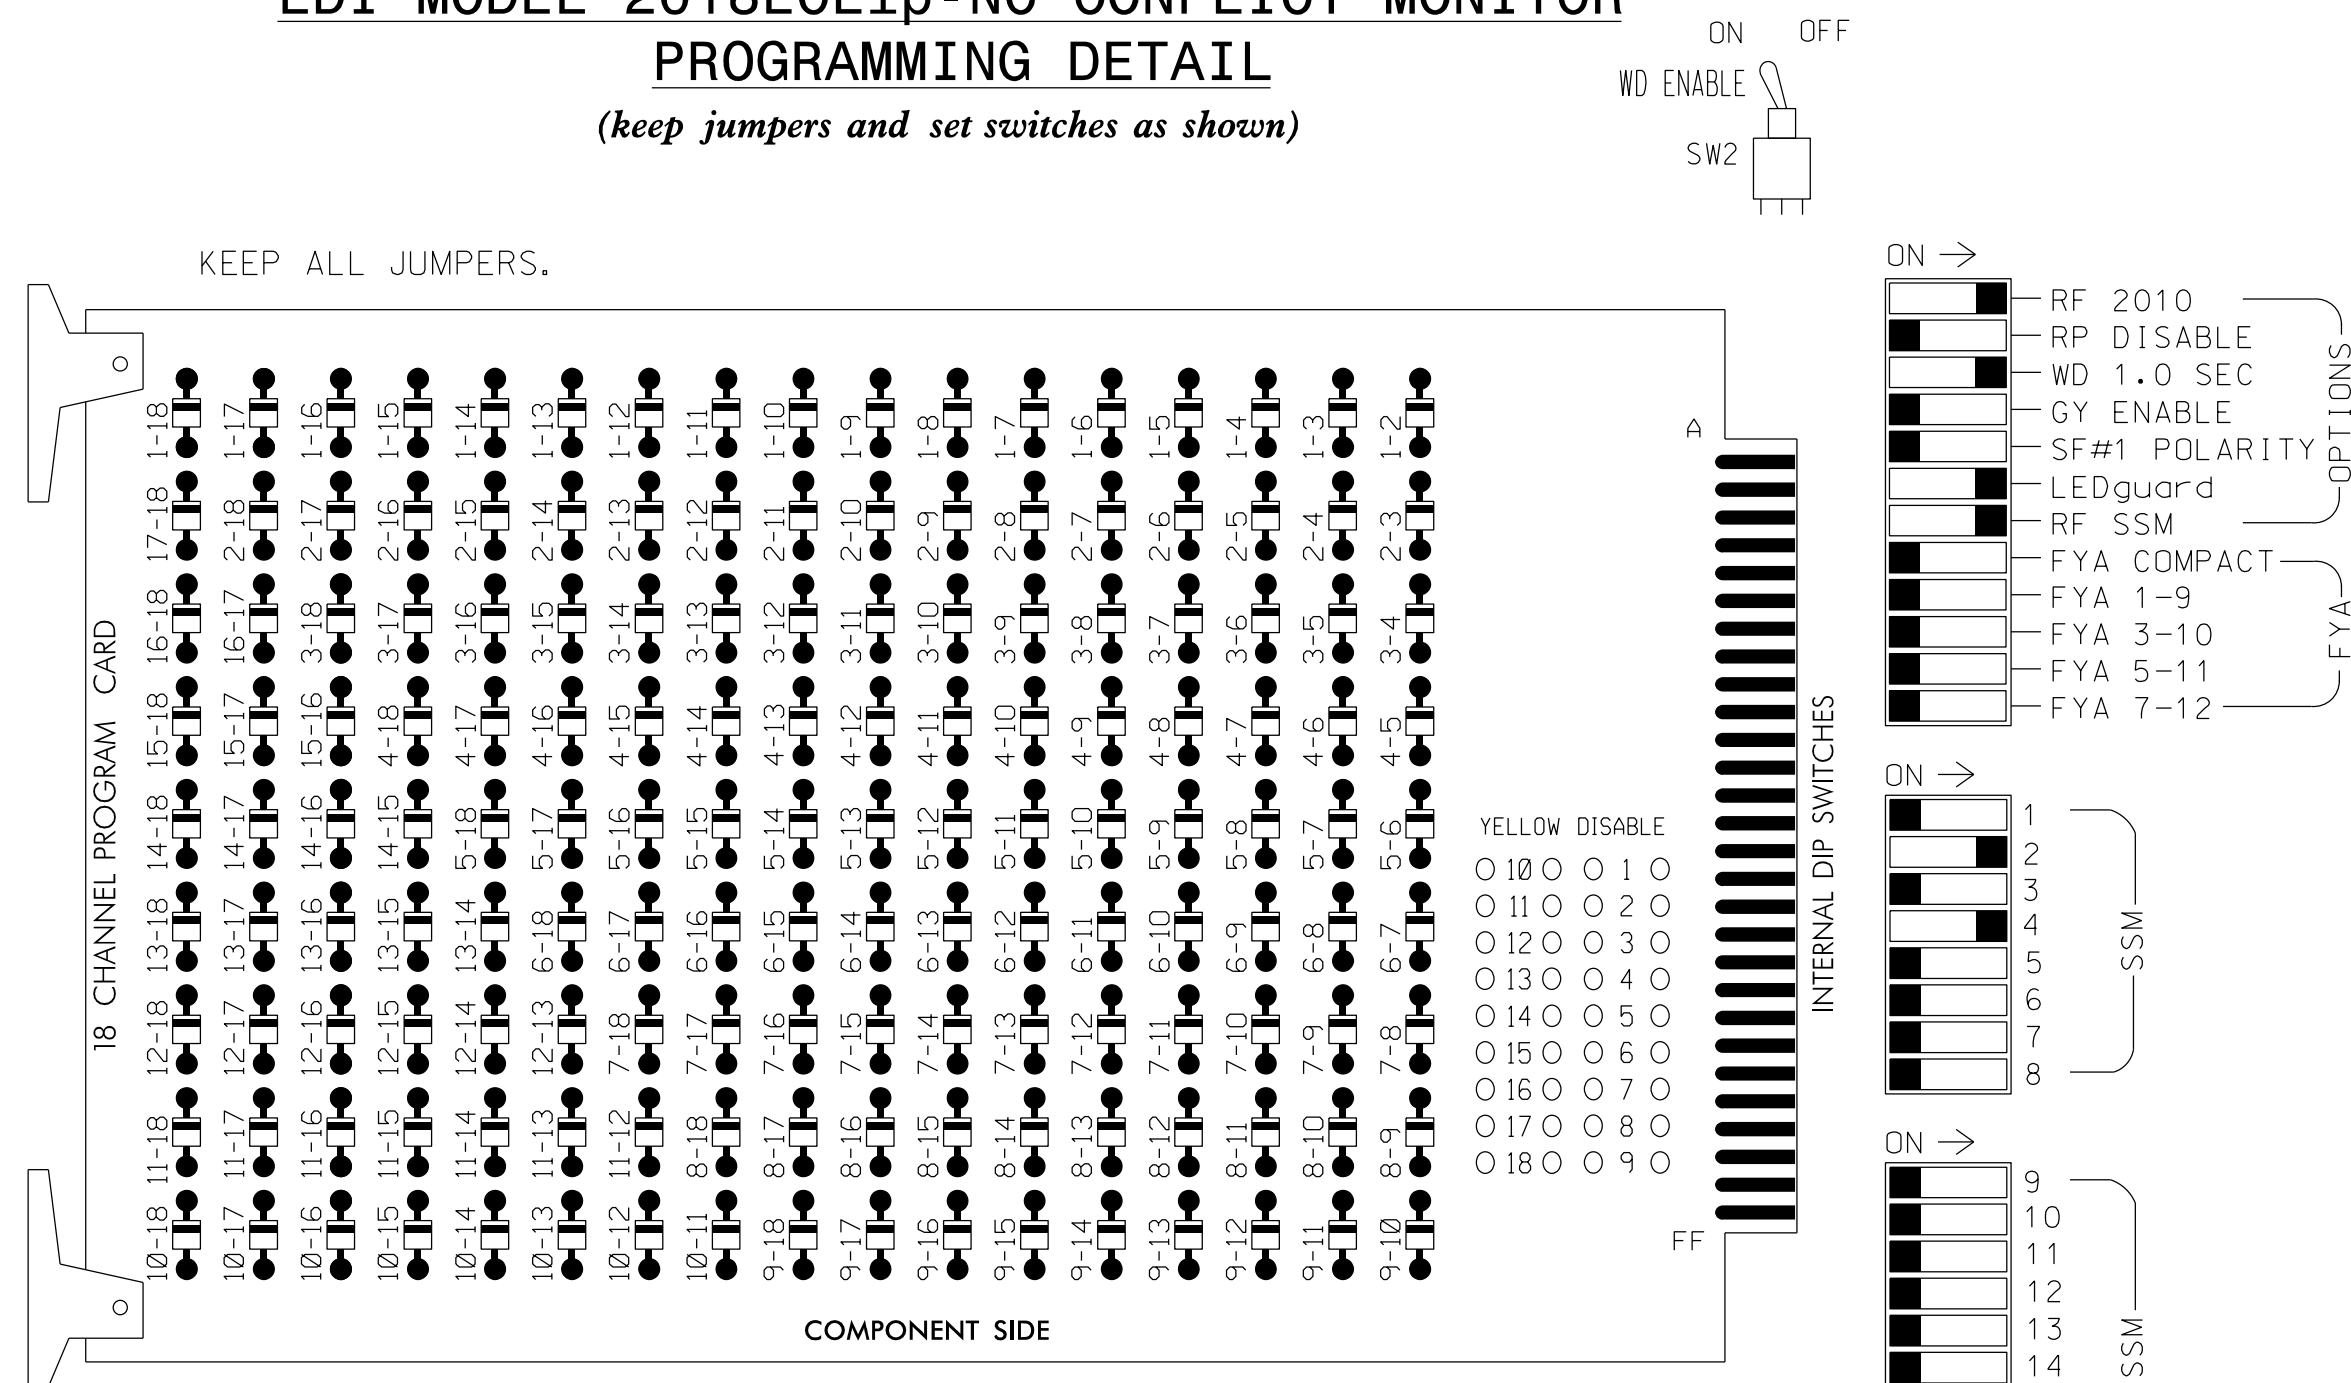 PROGRAMMING DETAIL
(keep jumpers and set switches as shown)
ON OFF
WD ENABLE
SW2
KEEP ALL JUMPERS.
18 CHANNEL PROGRAM CARD
1-18 1-17 1-16 1-15 1-14 1-13 1-12 1-11 1-10 1-9 1-8 1-7 1-6 1-5 1-4 1-3 1-2
17-18 2-18 2-17 2-16 2-15 2-14 2-13 2-12 2-11 2-10 2-9 2-8 2-7 2-6 2-5 2-4 2-3
16-18 16-17 3-18 3-17 3-16 3-15 3-14 3-13 3-12 3-11 3-10 3-9 3-8 3-7 3-6 3-5 3-4
15-18 15-17 15-16 4-18 4-17 4-16 4-15 4-14 4-13 4-12 4-11 4-10 4-9 4-8 4-7 4-6 4-5
14-18 14-17 14-16 14-15 5-18 5-17 5-16 5-15 5-14 5-13 5-12 5-11 5-10 5-9 5-8 5-7 5-6
13-18 13-17 13-16 13-15 13-14 6-18 6-17 6-16 6-15 6-14 6-13 6-12 6-11 6-10 6-9 6-8 6-7
12-18 12-17 12-16 12-15 12-14 12-13 7-18 7-17 7-16 7-15 7-14 7-13 7-12 7-11 7-10 7-9 7-8
11-18 11-17 11-16 11-15 11-14 11-13 11-12 8-18 8-17 8-16 8-15 8-14 8-13 8-12 8-11 8-10 8-9
10-18 10-17 10-16 10-15 10-14 10-13 10-12 10-11 9-18 9-17 9-16 9-15 9-14 9-13 9-12 9-11 9-10
COMPONENT SIDE
A
YELLOW DISABLE
10 1
11 2
12 3
13 4
14 5
15 6
16 7
17 8
18 9
FF
INTERNAL DIP SWITCHES
ON →
RF 2010
RP DISABLE
WD 1.0 SEC
GY ENABLE
SF#1 POLARITY
LEDguard
RF SSM
OPTIONS
FYA COMPACT
FYA 1-9
FYA 3-10
FYA 5-11
FYA 7-12
FYA
ON →
1
2
3
4
5
6
7
8
SSM
ON →
9
10
11
12
13
14
SSM